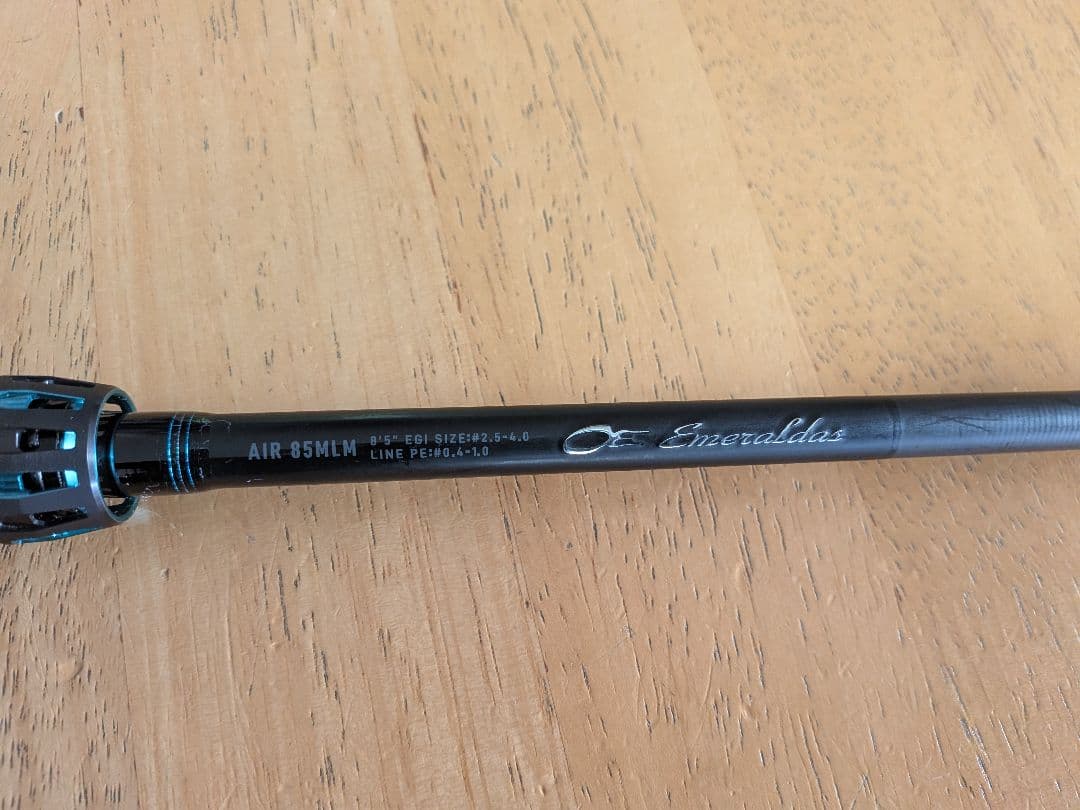 AIR 85MLM
8'5" EGI SIZE:#2.5-4.0
LINE PE:#0.4-1.0
Emeraldas